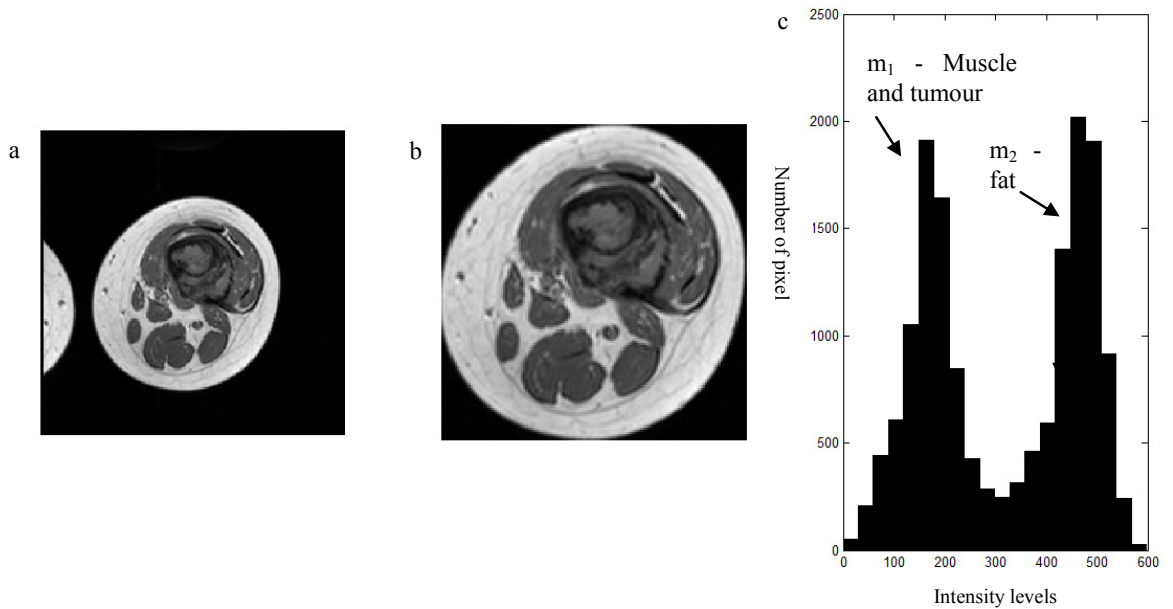 a
b
c
m₁ - Muscle
and tumour
m₂ -
fat
Number of pixel
2500
2000
1500
1000
500
0
0 100 200 300 400 500 600
Intensity levels